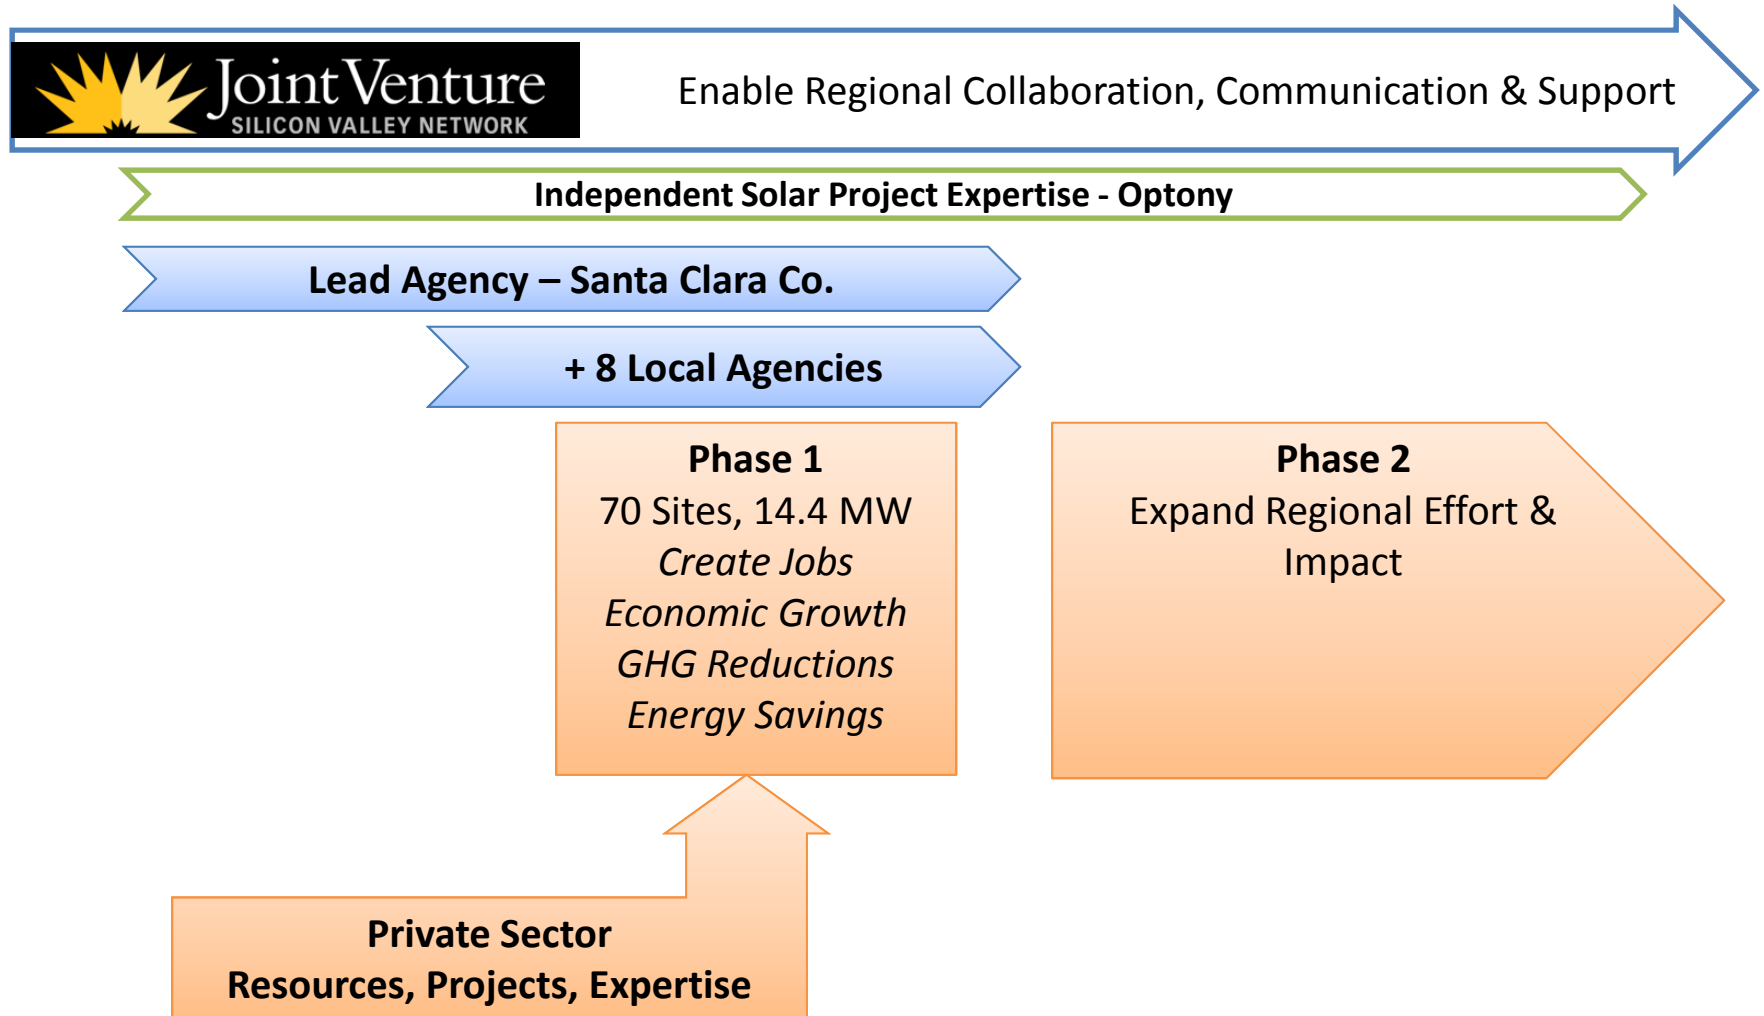 Joint Venture
SILICON VALLEY NETWORK
Enable Regional Collaboration, Communication & Support
Independent Solar Project Expertise - Optony
Lead Agency – Santa Clara Co.
+ 8 Local Agencies
Phase 1
70 Sites, 14.4 MW
Create Jobs
Economic Growth
GHG Reductions
Energy Savings
Phase 2
Expand Regional Effort &
Impact
Private Sector
Resources, Projects, Expertise